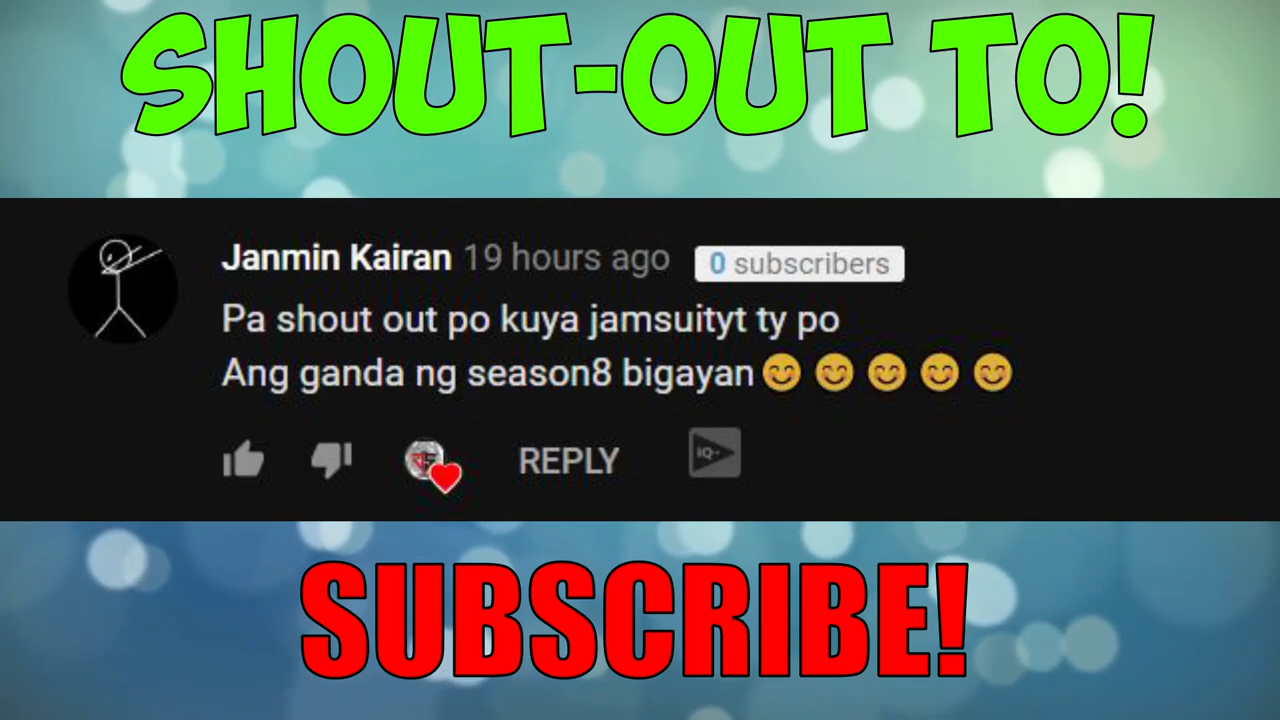 SHOUT-OUT TO!
Janmin Kairan 19 hours ago 0 subscribers
Pa shout out po kuya jamsuityt ty po
Ang ganda ng season8 bigayan😊😊😊😊😊
REPLY IQ
SUBSCRIBE!